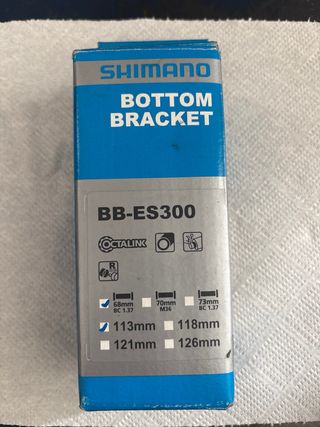 SHIMANO
BOTTOM
BRACKET
BB-ES300
OCTALINK
R
68mm 70mm 73mm
BC 1.37 M36 BC 1.37
113mm 118mm
121mm 126mm